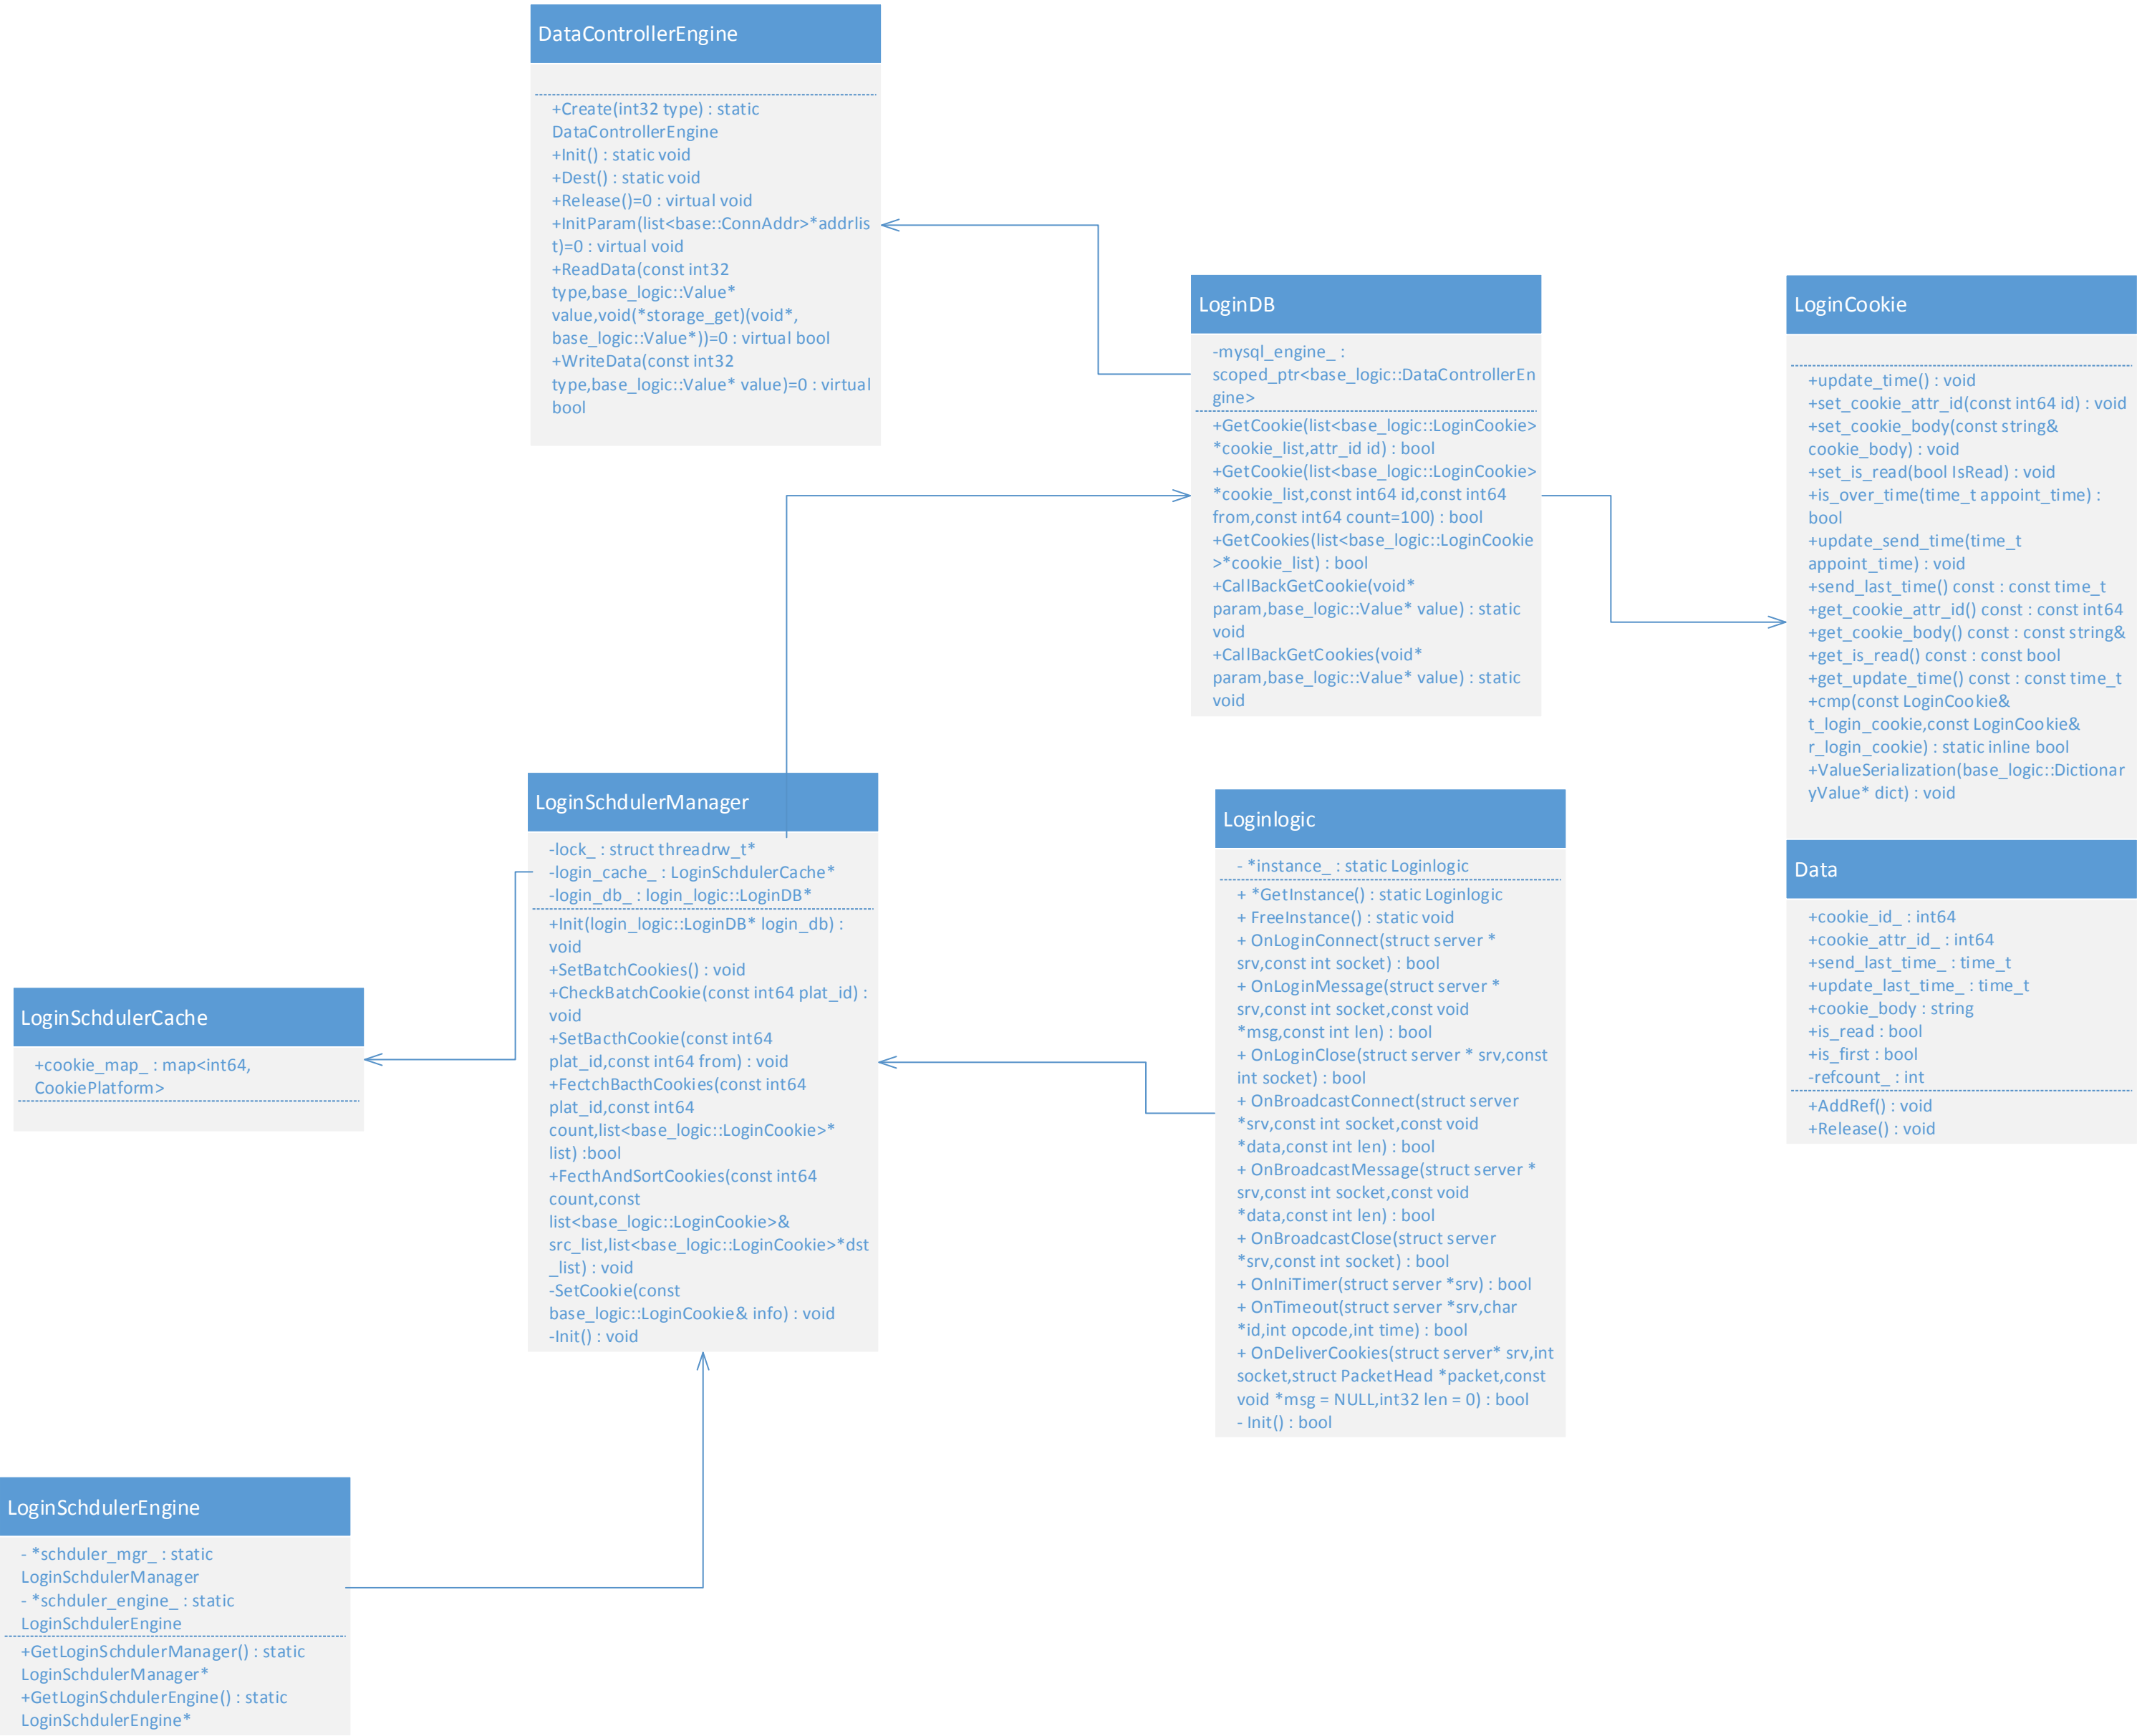 DataControllerEngine
+Create(int32 type) : static
DataControllerEngine
+Init() : static void
+Dest() : static void
+Release()=0 : virtual void
+InitParam(list<base::ConnAddr>*addrlis
t)=0 : virtual void
+ReadData(const int32
type,base_logic::Value*
value,void(*storage_get)(void*,
base_logic::Value*))=0 : virtual bool
+WriteData(const int32
type,base_logic::Value* value)=0 : virtual
bool
LoginDB
-mysql_engine_ :
scoped_ptr<base_logic::DataControllerEn
gine>
+GetCookie(list<base_logic::LoginCookie>
*cookie_list,attr_id id) : bool
+GetCookie(list<base_logic::LoginCookie>
*cookie_list,const int64 id,const int64
from,const int64 count=100) : bool
+GetCookies(list<base_logic::LoginCookie
>*cookie_list) : bool
+CallBackGetCookie(void*
param,base_logic::Value* value) : static
void
+CallBackGetCookies(void*
param,base_logic::Value* value) : static
void
LoginCookie
+update_time() : void
+set_cookie_attr_id(const int64 id) : void
+set_cookie_body(const string&
cookie_body) : void
+set_is_read(bool IsRead) : void
+is_over_time(time_t appoint_time) :
bool
+update_send_time(time_t
appoint_time) : void
+send_last_time() const : const time_t
+get_cookie_attr_id() const : const int64
+get_cookie_body() const : const string&
+get_is_read() const : const bool
+get_update_time() const : const time_t
+cmp(const LoginCookie&
t_login_cookie,const LoginCookie&
r_login_cookie) : static inline bool
+ValueSerialization(base_logic::Dictionar
yValue* dict) : void
Data
+cookie_id_ : int64
+cookie_attr_id_ : int64
+send_last_time_ : time_t
+update_last_time_ : time_t
+cookie_body : string
+is_read : bool
+is_first : bool
-refcount_ : int
+AddRef() : void
+Release() : void
LoginSchdulerManager
-lock_ : struct threadrw_t*
-login_cache_ : LoginSchdulerCache*
-login_db_ : login_logic::LoginDB*
+Init(login_logic::LoginDB* login_db) :
void
+SetBatchCookies() : void
+CheckBatchCookie(const int64 plat_id) :
void
+SetBacthCookie(const int64
plat_id,const int64 from) : void
+FectchBacthCookies(const int64
plat_id,const int64
count,list<base_logic::LoginCookie>*
list) :bool
+FecthAndSortCookies(const int64
count,const
list<base_logic::LoginCookie>&
src_list,list<base_logic::LoginCookie>*dst
_list) : void
-SetCookie(const
base_logic::LoginCookie& info) : void
-Init() : void
Loginlogic
- *instance_ : static Loginlogic
+ *GetInstance() : static Loginlogic
+ FreeInstance() : static void
+ OnLoginConnect(struct server *
srv,const int socket) : bool
+ OnLoginMessage(struct server *
srv,const int socket,const void
*msg,const int len) : bool
+ OnLoginClose(struct server * srv,const
int socket) : bool
+ OnBroadcastConnect(struct server
*srv,const int socket,const void
*data,const int len) : bool
+ OnBroadcastMessage(struct server *
srv,const int socket,const void
*data,const int len) : bool
+ OnBroadcastClose(struct server
*srv,const int socket) : bool
+ OnIniTimer(struct server *srv) : bool
+ OnTimeout(struct server *srv,char
*id,int opcode,int time) : bool
+ OnDeliverCookies(struct server* srv,int
socket,struct PacketHead *packet,const
void *msg = NULL,int32 len = 0) : bool
- Init() : bool
LoginSchdulerCache
+cookie_map_ : map<int64,
CookiePlatform>
LoginSchdulerEngine
- *schduler_mgr_ : static
LoginSchdulerManager
- *schduler_engine_ : static
LoginSchdulerEngine
+GetLoginSchdulerManager() : static
LoginSchdulerManager*
+GetLoginSchdulerEngine() : static
LoginSchdulerEngine*